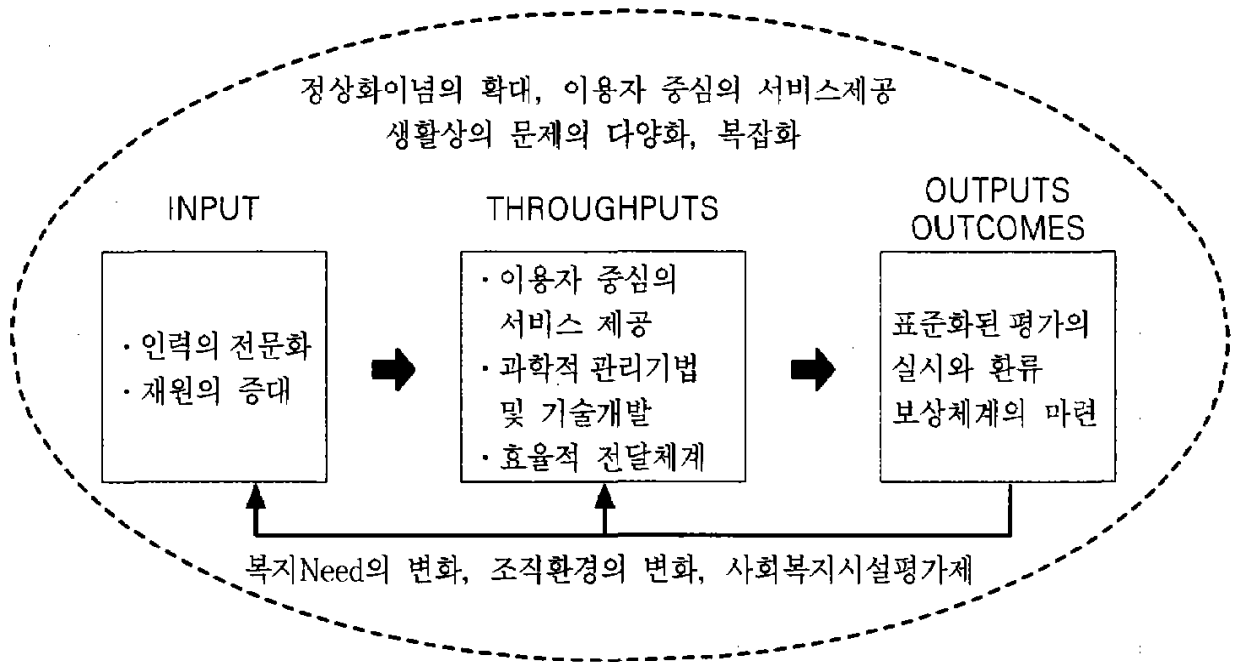 정상화이념의 확대, 이용자 중심의 서비스제공
생활상의 문제의 다양화, 복잡화
INPUT
· 인력의 전문화
· 재원의 증대
THROUGHPUTS
· 이용자 중심의
서비스 제공
· 과학적 관리기법
및 기술개발
· 효율적 전달체계
OUTPUTS
OUTCOMES
표준화된 평가의
실시와 환류
보상체계의 마련
복지Need의 변화, 조직환경의 변화, 사회복지시설평가제